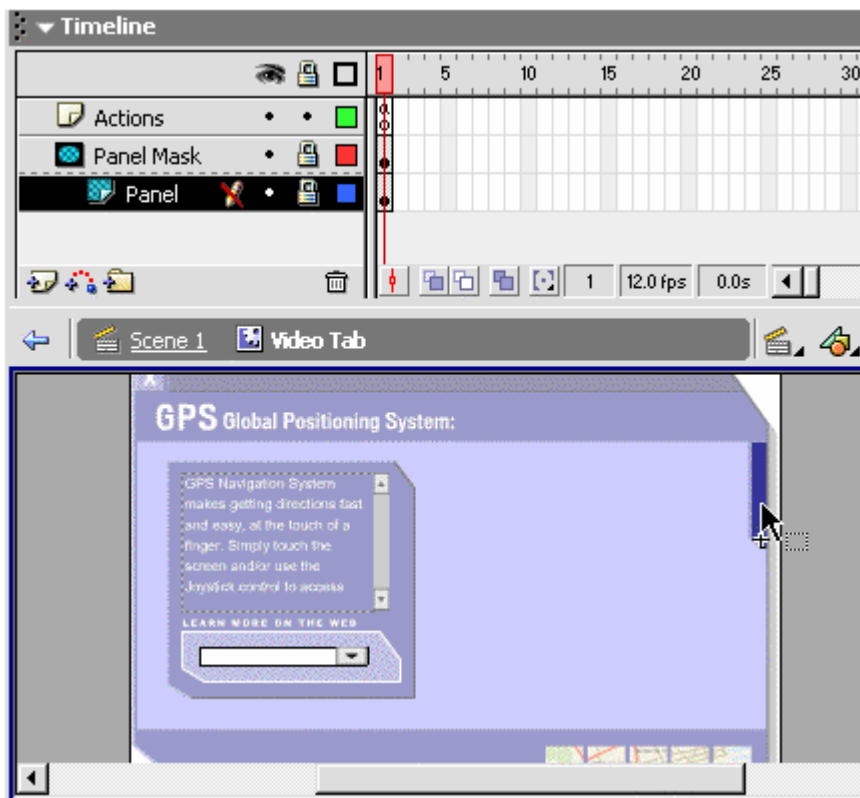 Timeline
1 5 10 15 20 25 30
Actions
Panel Mask
Panel
1 12.0 fps 0.0s
Scene 1 Video Tab
GPS Global Positioning System:
GPS Navigation System
makes getting directions fast
and easy, at the touch of a
finger. Simply touch the
screen and/or use the
Joystick control to access
LEARN MORE ON THE WEB